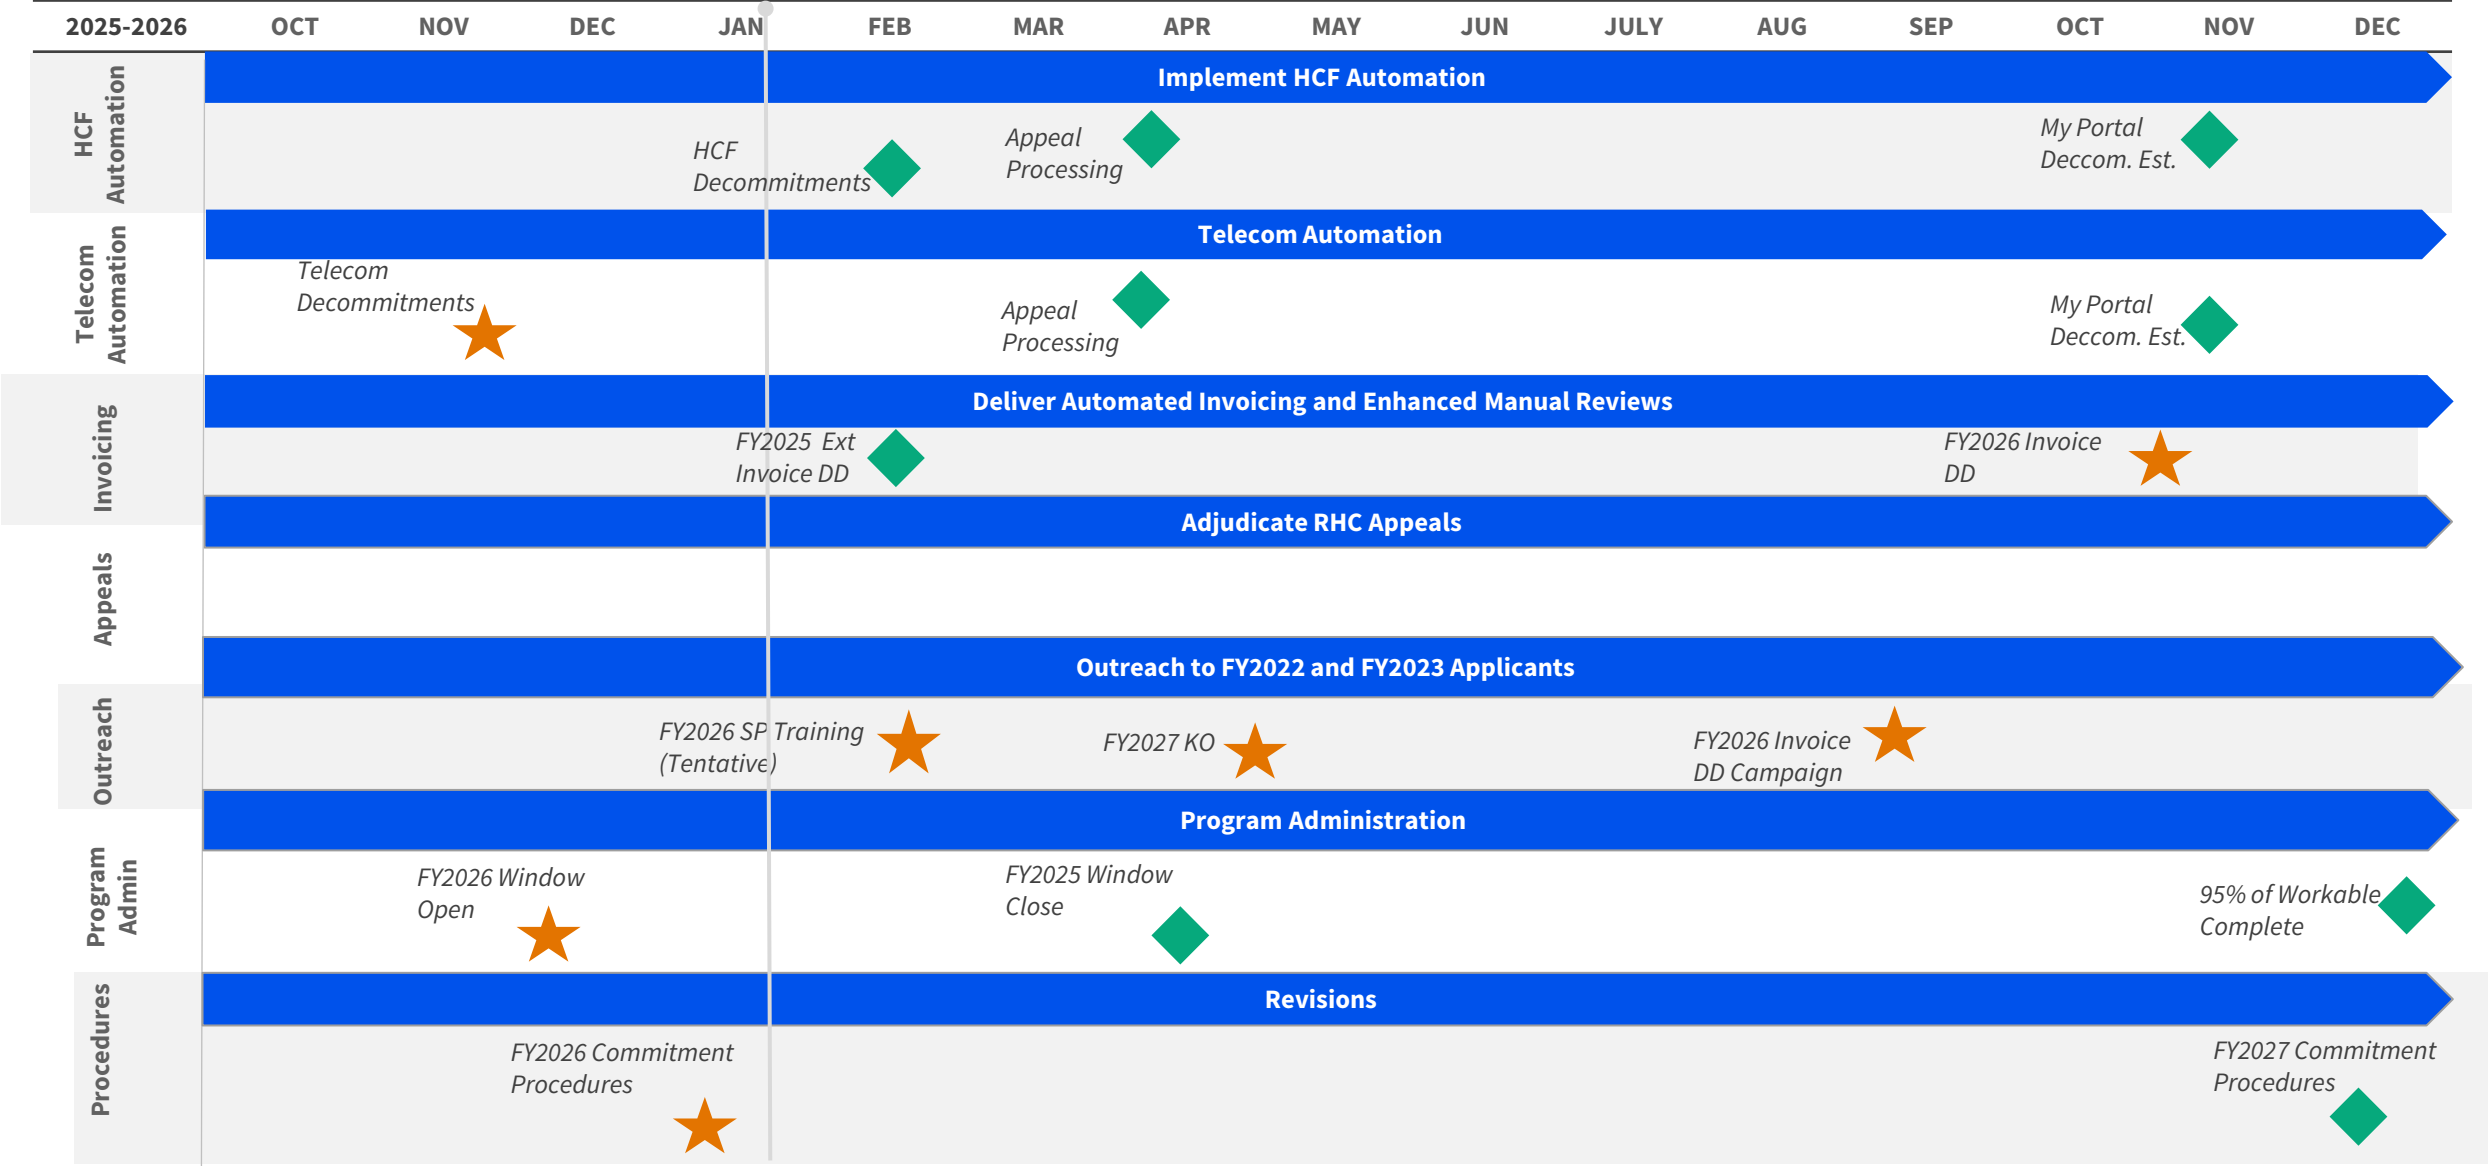 2025-2026 OCT NOV DEC JAN FEB MAR APR MAY JUN JULY AUG SEP OCT NOV DEC
HCF
Automation
Implement HCF Automation
HCF
Decommitments
Appeal
Processing
My Portal
Deccom. Est.
Telecom
Automation
Telecom Automation
Telecom
Decommitments
Appeal
Processing
My Portal
Deccom. Est.
Invoicing
Deliver Automated Invoicing and Enhanced Manual Reviews
FY2025 Ext
Invoice DD
FY2026 Invoice
DD
Appeals
Adjudicate RHC Appeals
Outreach to FY2022 and FY2023 Applicants
Outreach
FY2026 SP Training
(Tentative)
FY2027 KO
FY2026 Invoice
DD Campaign
Program Administration
Program
Admin
FY2026 Window
Open
FY2025 Window
Close
95% of Workable
Complete
Procedures
Revisions
FY2026 Commitment
Procedures
FY2027 Commitment
Procedures